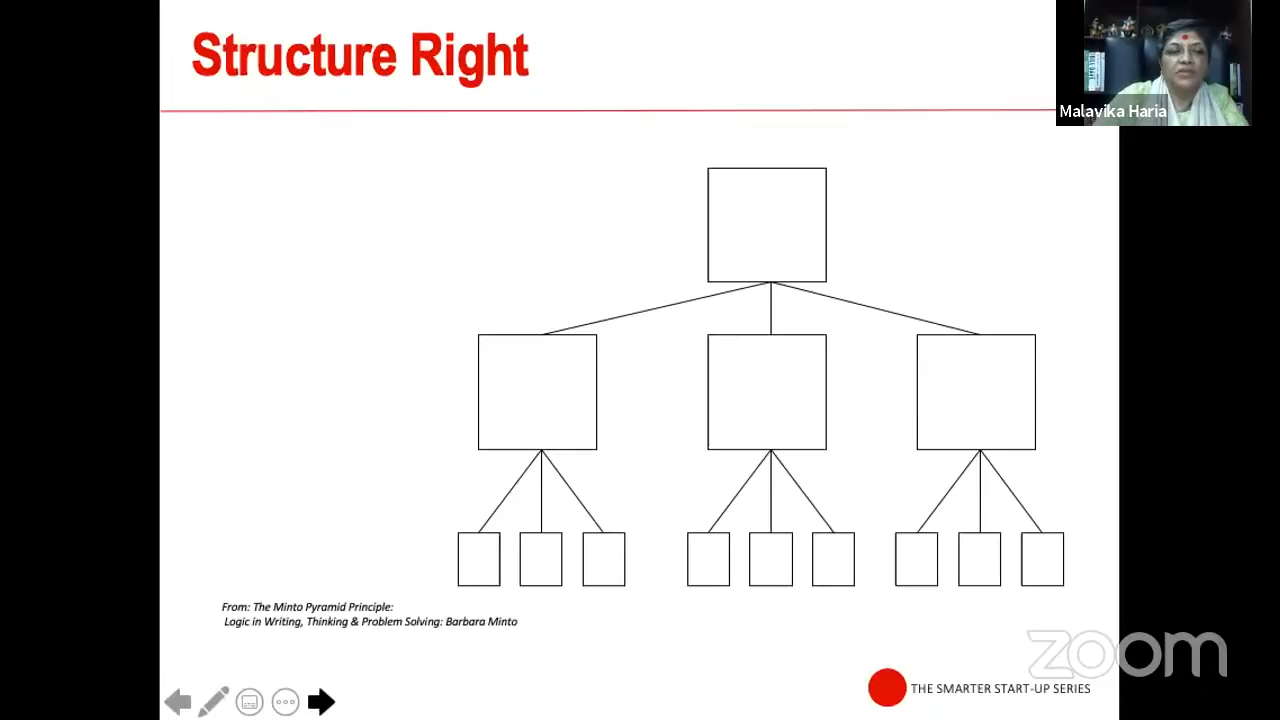 Structure Right
Malavika Haria
From: The Minto Pyramid Principle:
Logic in Writing, Thinking & Problem Solving: Barbara Minto
zoom
THE SMARTER START-UP SERIES